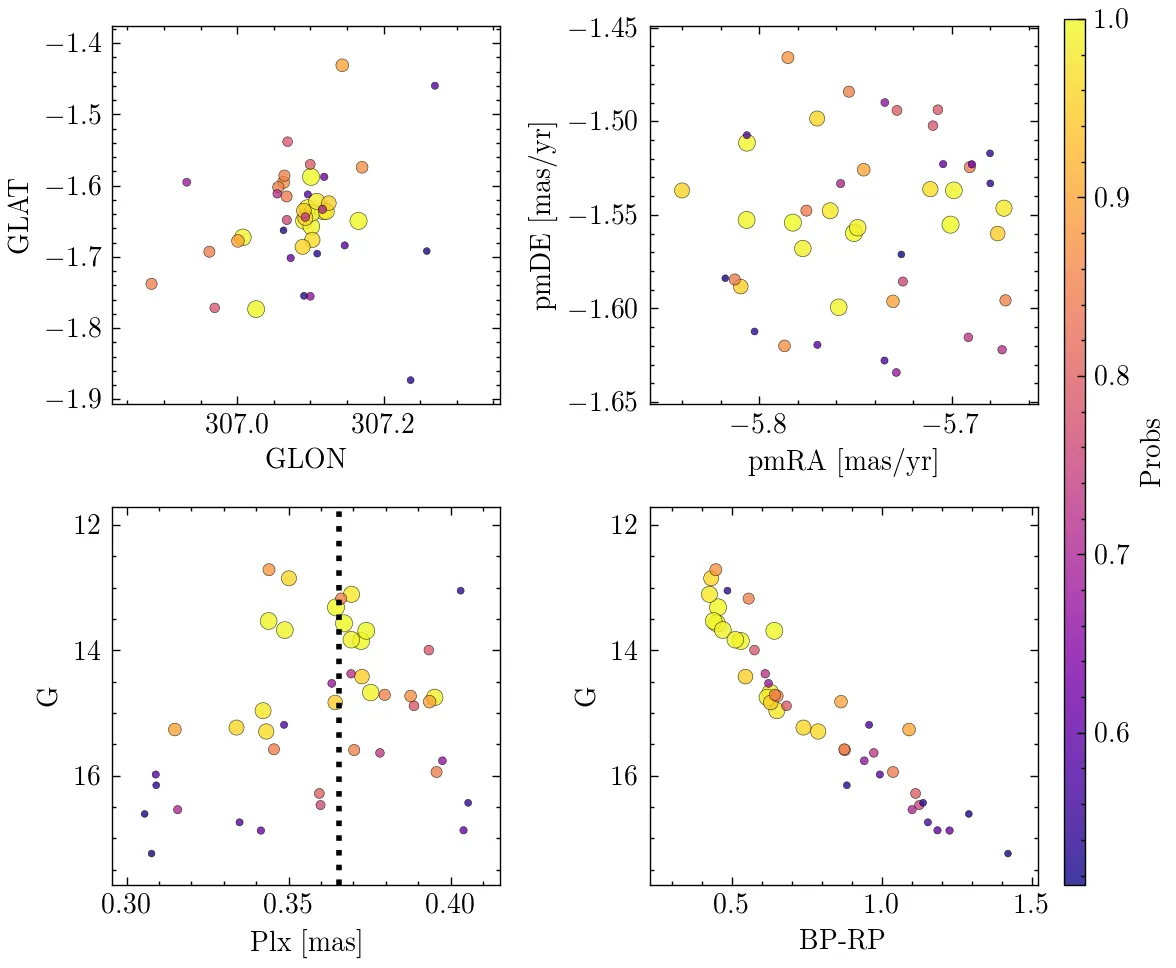 −1.4
−1.5
−1.6
−1.7
−1.8
−1.9
GLAT
307.0 307.2
GLON
−1.45
−1.50
−1.55
−1.60
−1.65
pmDE [mas/yr]
−5.8 −5.7
pmRA [mas/yr]
12
14
16
G
0.30 0.35 0.40
Plx [mas]
12
14
16
G
0.5 1.0 1.5
BP-RP
1.0
0.9
0.8
0.7
0.6
Probs